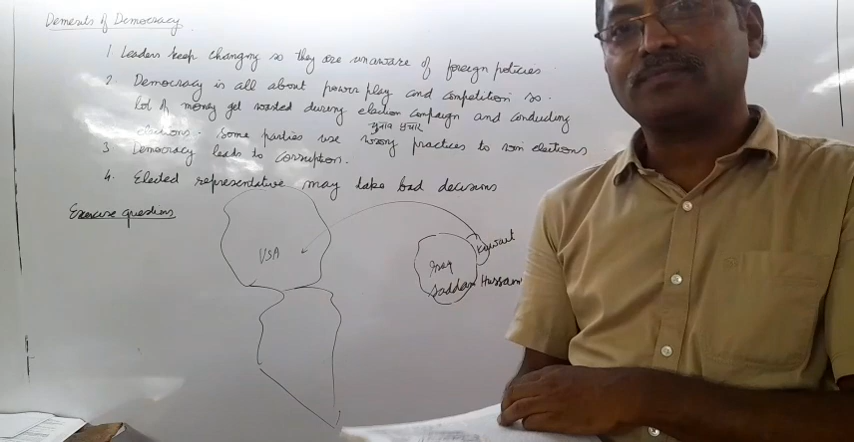 Demerits of Democracy
1. Leaders keep changing so they are unaware of foreign policies.
2. Democracy is all about power play and competition so.
lot of money get wasted during election campaign and conducting
चुनाव प्रचार
elections. Some parties use wrong practices to win elections
3 Democracy leads to corruption.
4. Elected representative may take bad decisions
Exercise questions
USA
Kuwait
Iraq
Saddam Hussain